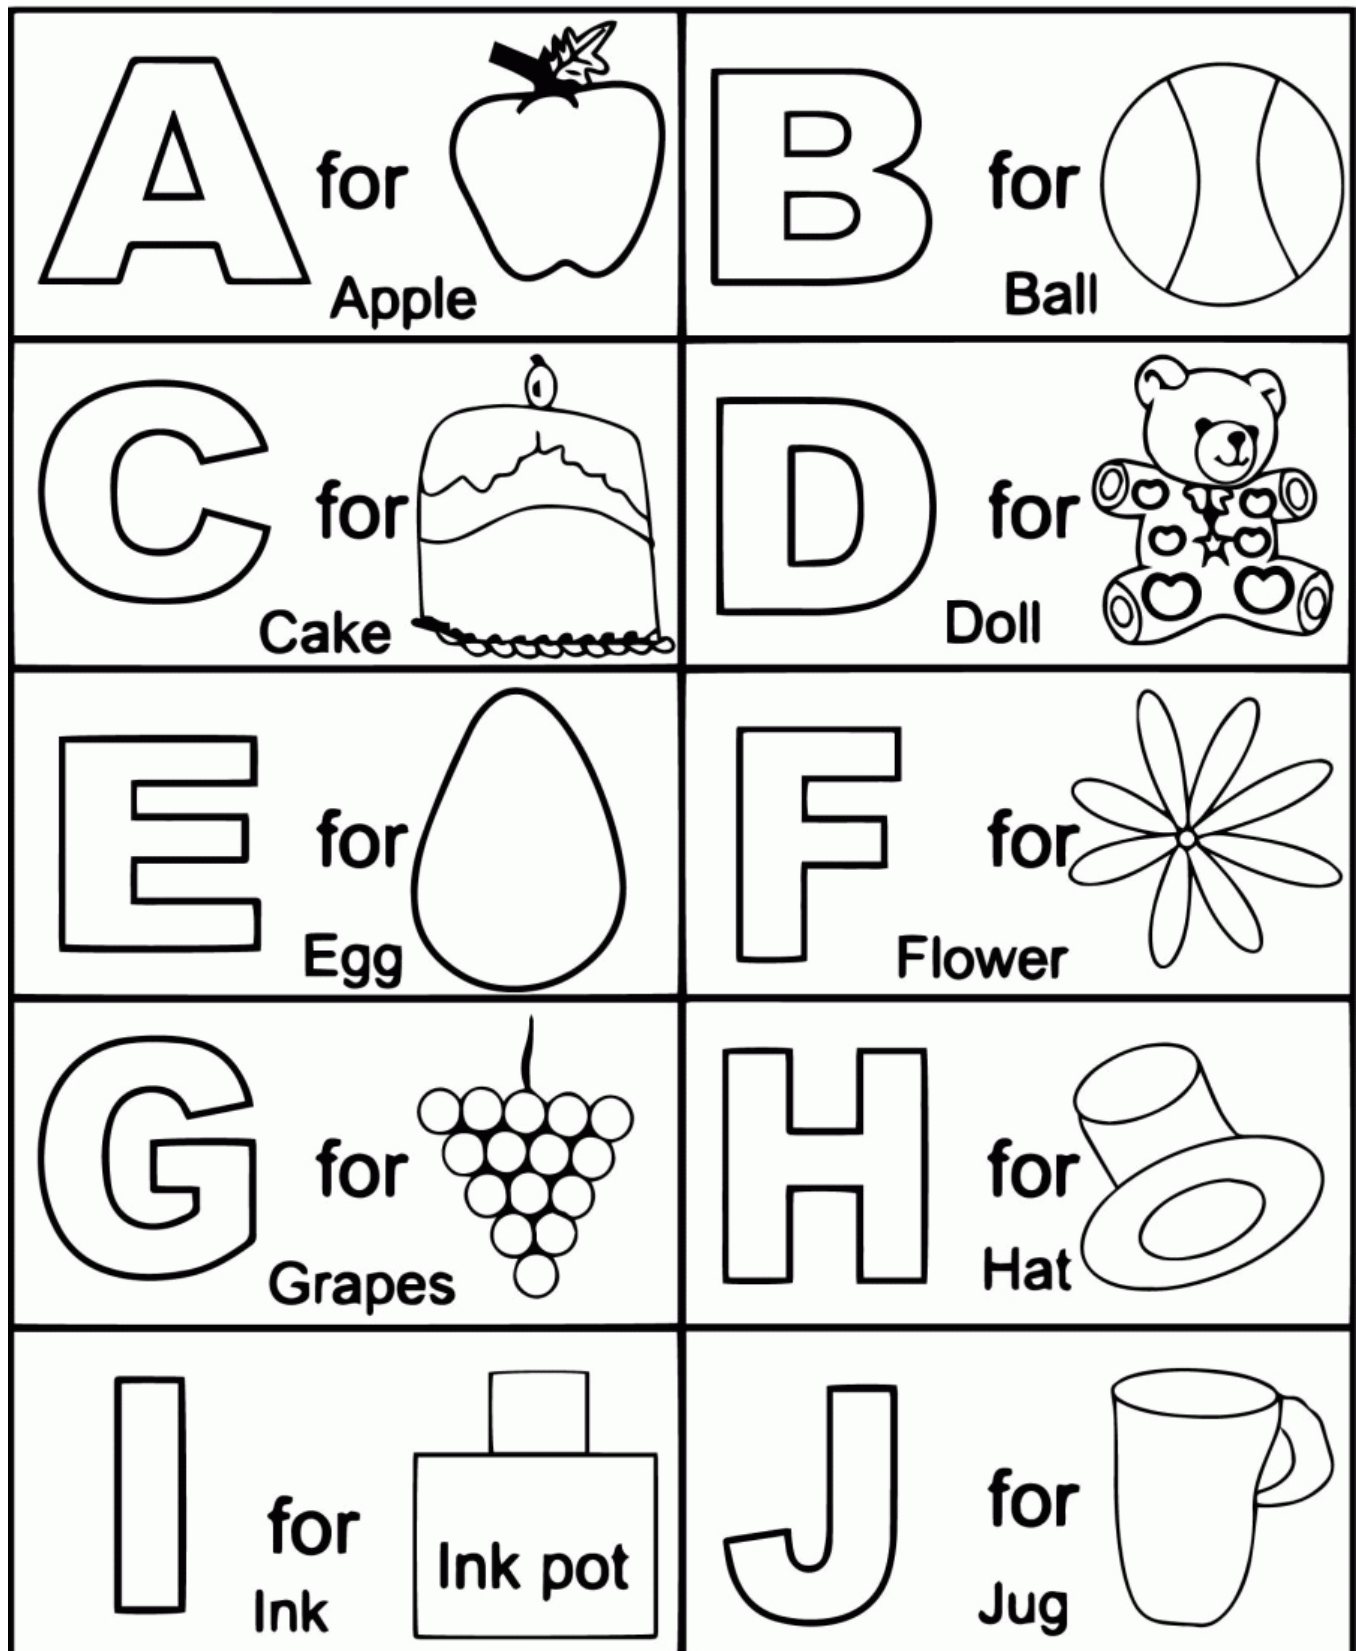 A for
Apple
B for
Ball
C for
Cake
D for
Doll
E for
Egg
F for
Flower
G for
Grapes
H for
Hat
I for
Ink
Ink pot
J for
Jug